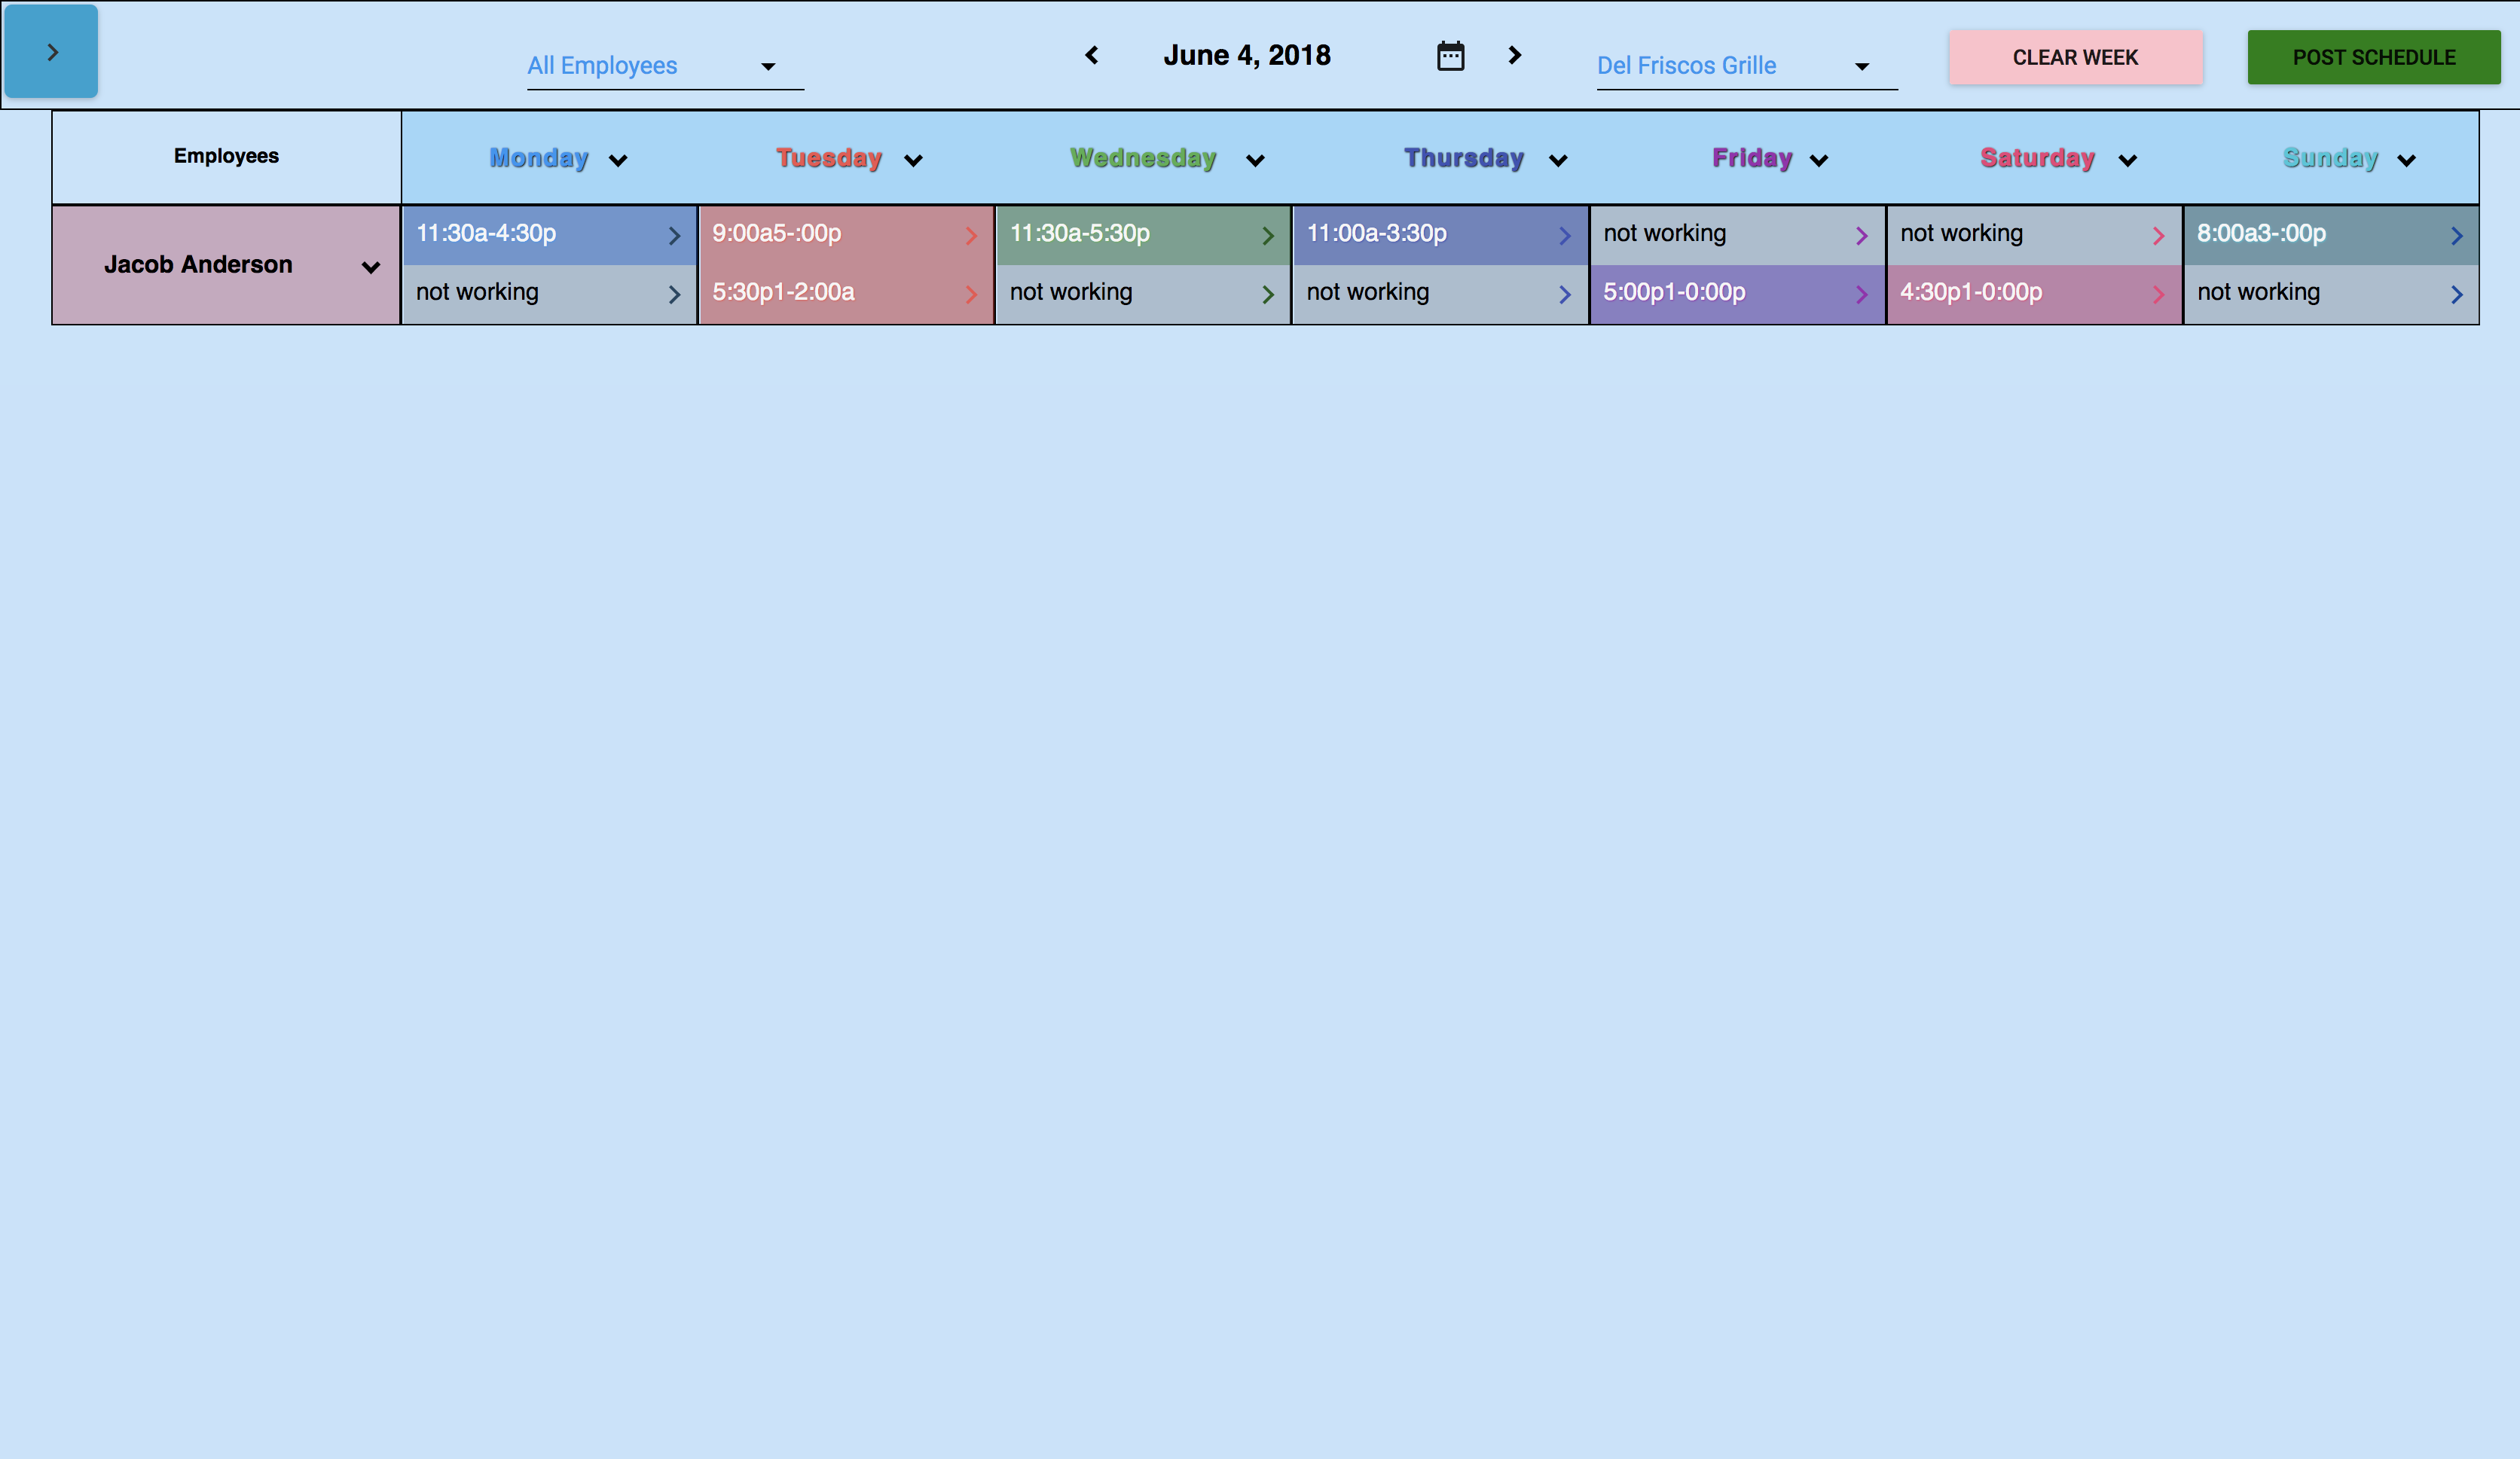 All Employees June 4, 2018 Del Friscos Grille CLEAR WEEK POST SCHEDULE
Employees Monday Tuesday Wednesday Thursday Friday Saturday Sunday
Jacob Anderson
11:30a-4:30p 9:00a5-:00p 11:30a-5:30p 11:00a-3:30p not working not working 8:00a3-:00p
not working 5:30p1-2:00a not working not working 5:00p1-0:00p 4:30p1-0:00p not working